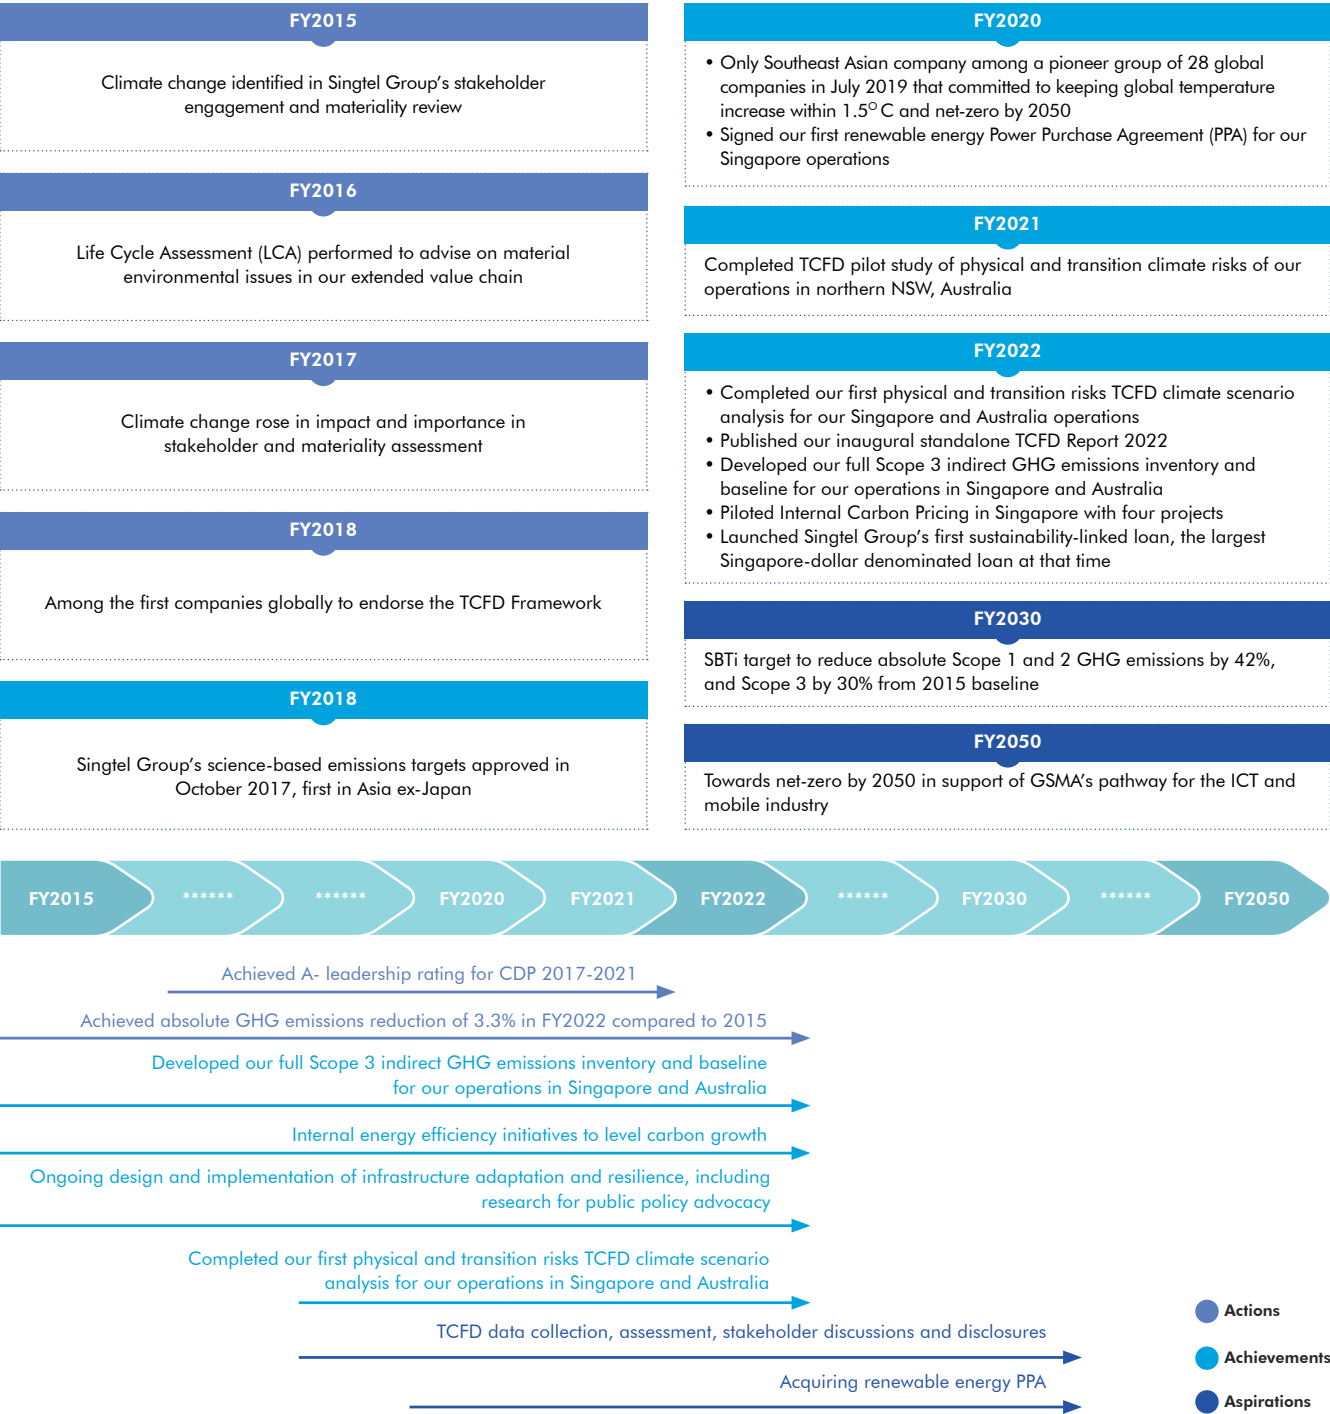 FY2015
Climate change identified in Singtel Group's stakeholder
engagement and materiality review
FY2016
Life Cycle Assessment (LCA) performed to advise on material
environmental issues in our extended value chain
FY2017
Climate change rose in impact and importance in
stakeholder and materiality assessment
FY2018
Among the first companies globally to endorse the TCFD Framework
FY2018
Singtel Group's science-based emissions targets approved in
October 2017, first in Asia ex-Japan
FY2020
• Only Southeast Asian company among a pioneer group of 28 global
companies in July 2019 that committed to keeping global temperature
increase within 1.5° C and net-zero by 2050
• Signed our first renewable energy Power Purchase Agreement (PPA) for our
Singapore operations
FY2021
Completed TCFD pilot study of physical and transition climate risks of our
operations in northern NSW, Australia
FY2022
• Completed our first physical and transition risks TCFD climate scenario
analysis for our Singapore and Australia operations
• Published our inaugural standalone TCFD Report 2022
• Developed our full Scope 3 indirect GHG emissions inventory and
baseline for our operations in Singapore and Australia
• Piloted Internal Carbon Pricing in Singapore with four projects
• Launched Singtel Group's first sustainability-linked loan, the largest
Singapore-dollar denominated loan at that time
FY2030
SBTi target to reduce absolute Scope 1 and 2 GHG emissions by 42%,
and Scope 3 by 30% from 2015 baseline
FY2050
Towards net-zero by 2050 in support of GSMA's pathway for the ICT and
mobile industry
FY2015 ****** ****** FY2020 FY2021 FY2022 ****** FY2030 ****** FY2050
Achieved A- leadership rating for CDP 2017-2021
Achieved absolute GHG emissions reduction of 3.3% in FY2022 compared to 2015
Developed our full Scope 3 indirect GHG emissions inventory and baseline
for our operations in Singapore and Australia
Internal energy efficiency initiatives to level carbon growth
Ongoing design and implementation of infrastructure adaptation and resilience, including
research for public policy advocacy
Completed our first physical and transition risks TCFD climate scenario
analysis for our operations in Singapore and Australia
TCFD data collection, assessment, stakeholder discussions and disclosures
Acquiring renewable energy PPA
Actions
Achievements
Aspirations